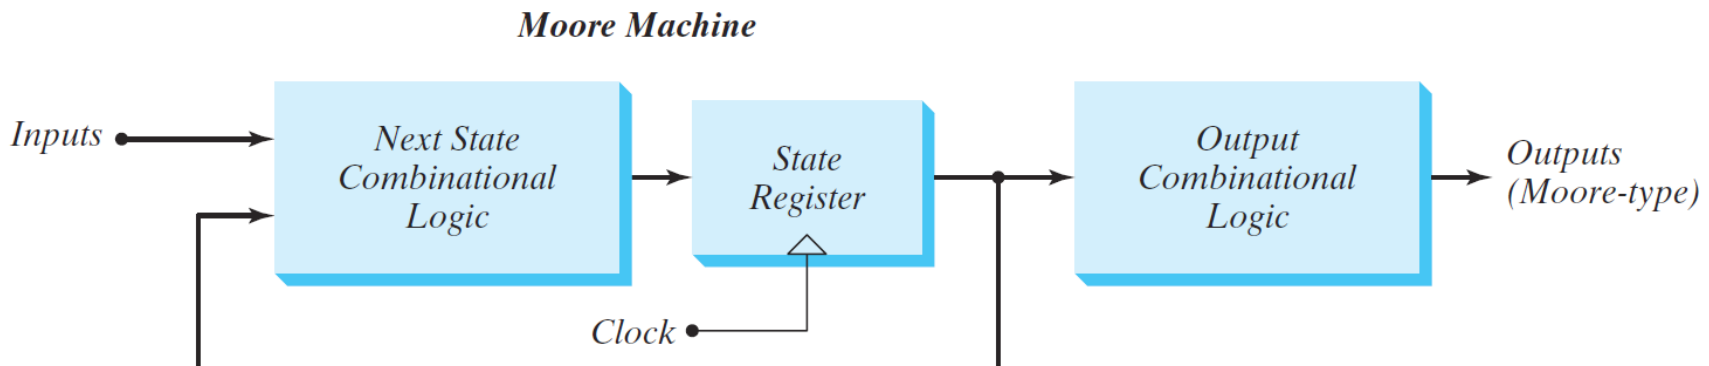 Moore Machine
Inputs
Next State
Combinational
Logic
State
Register
Clock
Output
Combinational
Logic
Outputs
(Moore-type)